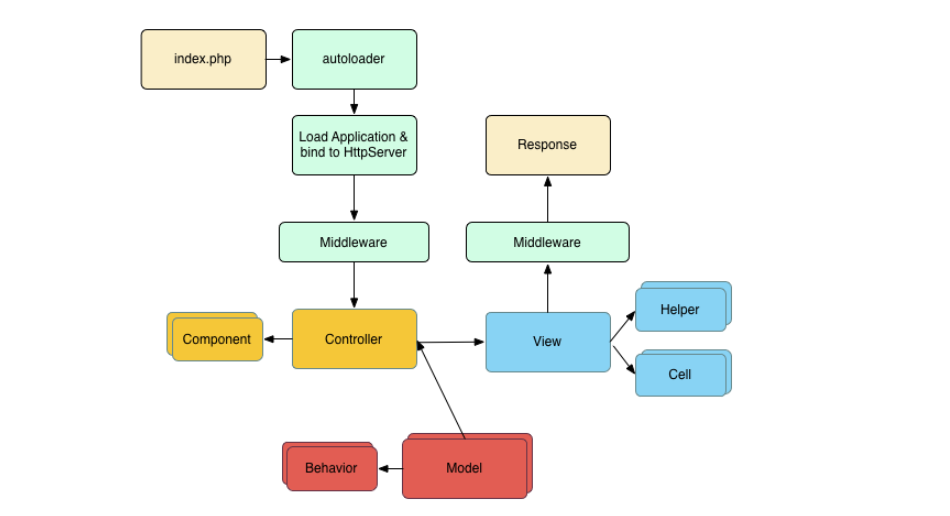 index.php
autoloader
Load Application &
bind to HttpServer
Response
Middleware
Middleware
Helper
Component
Controller
View
Cell
Behavior
Model